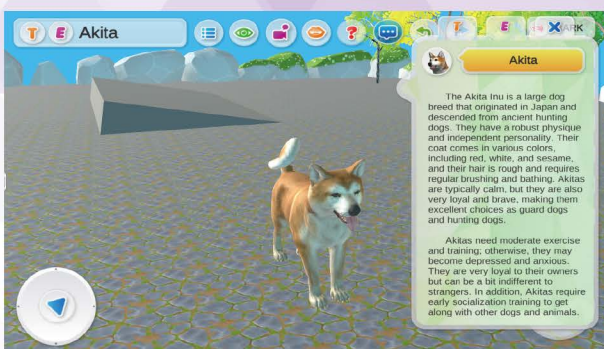 T E Akita
?
T E X ARK
Akita
The Akita Inu is a large dog
breed that originated in Japan and
descended from ancient hunting
dogs. They have a robust physique
and independent personality. Their
coat comes in various colors,
including red, white, and sesame,
and their hair is rough and requires
regular brushing and bathing. Akitas
are typically calm, but they are also
very loyal and brave, making them
excellent choices as guard dogs
and hunting dogs.
Akitas need moderate exercise
and training; otherwise, they may
become depressed and anxious.
They are very loyal to their owners
but can be a bit indifferent to
strangers. In addition, Akitas require
early socialization training to get
along with other dogs and animals.